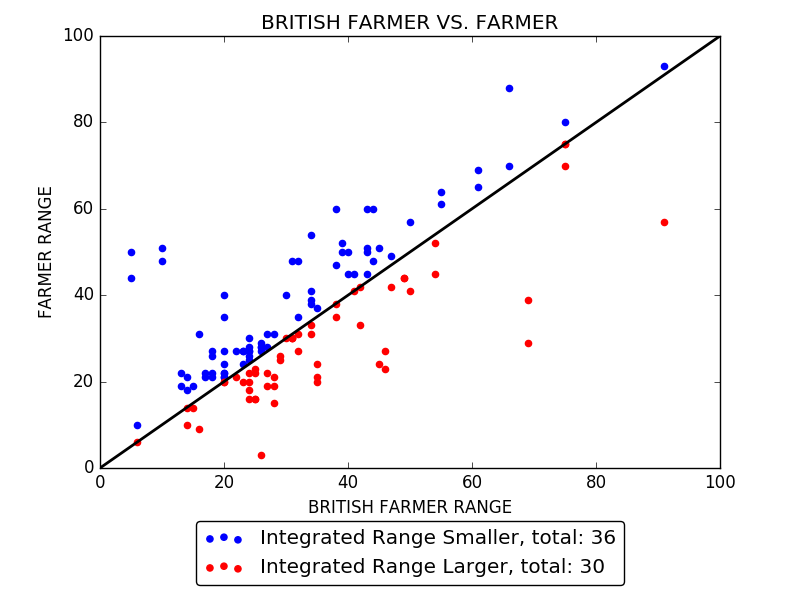 BRITISH FARMER VS. FARMER
100
80
60
40
20
0
FARMER RANGE
0 20 40 60 80 100
BRITISH FARMER RANGE
Integrated Range Smaller, total: 36
Integrated Range Larger, total: 30